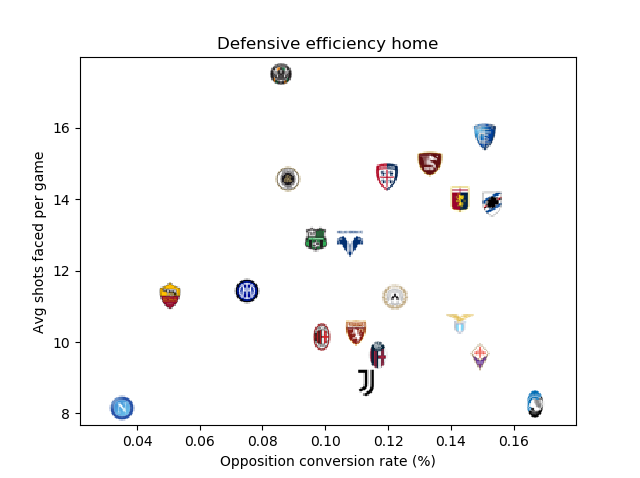 Defensive efficiency home
Avg shots faced per game
16
14
12
10
8
0.04 0.06 0.08 0.10 0.12 0.14 0.16
Opposition conversion rate (%)